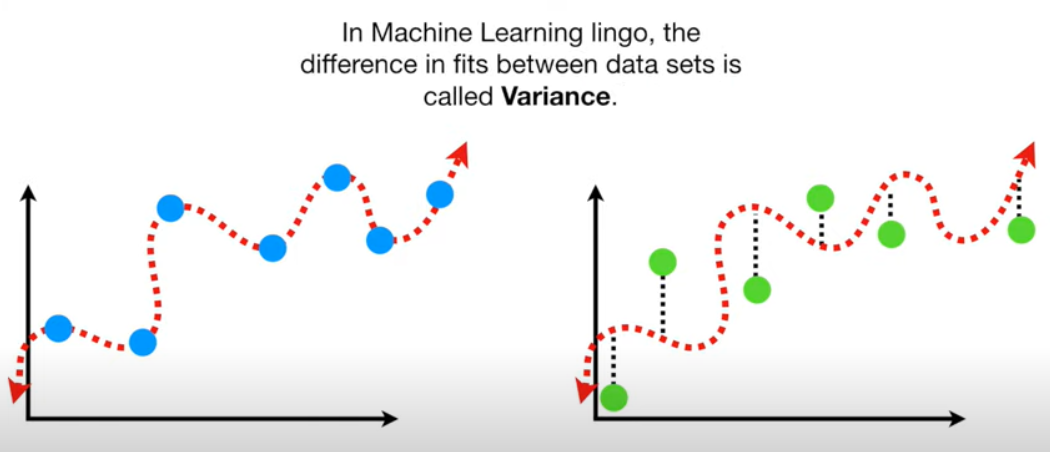 In Machine Learning lingo, the
difference in fits between data sets is
called Variance.